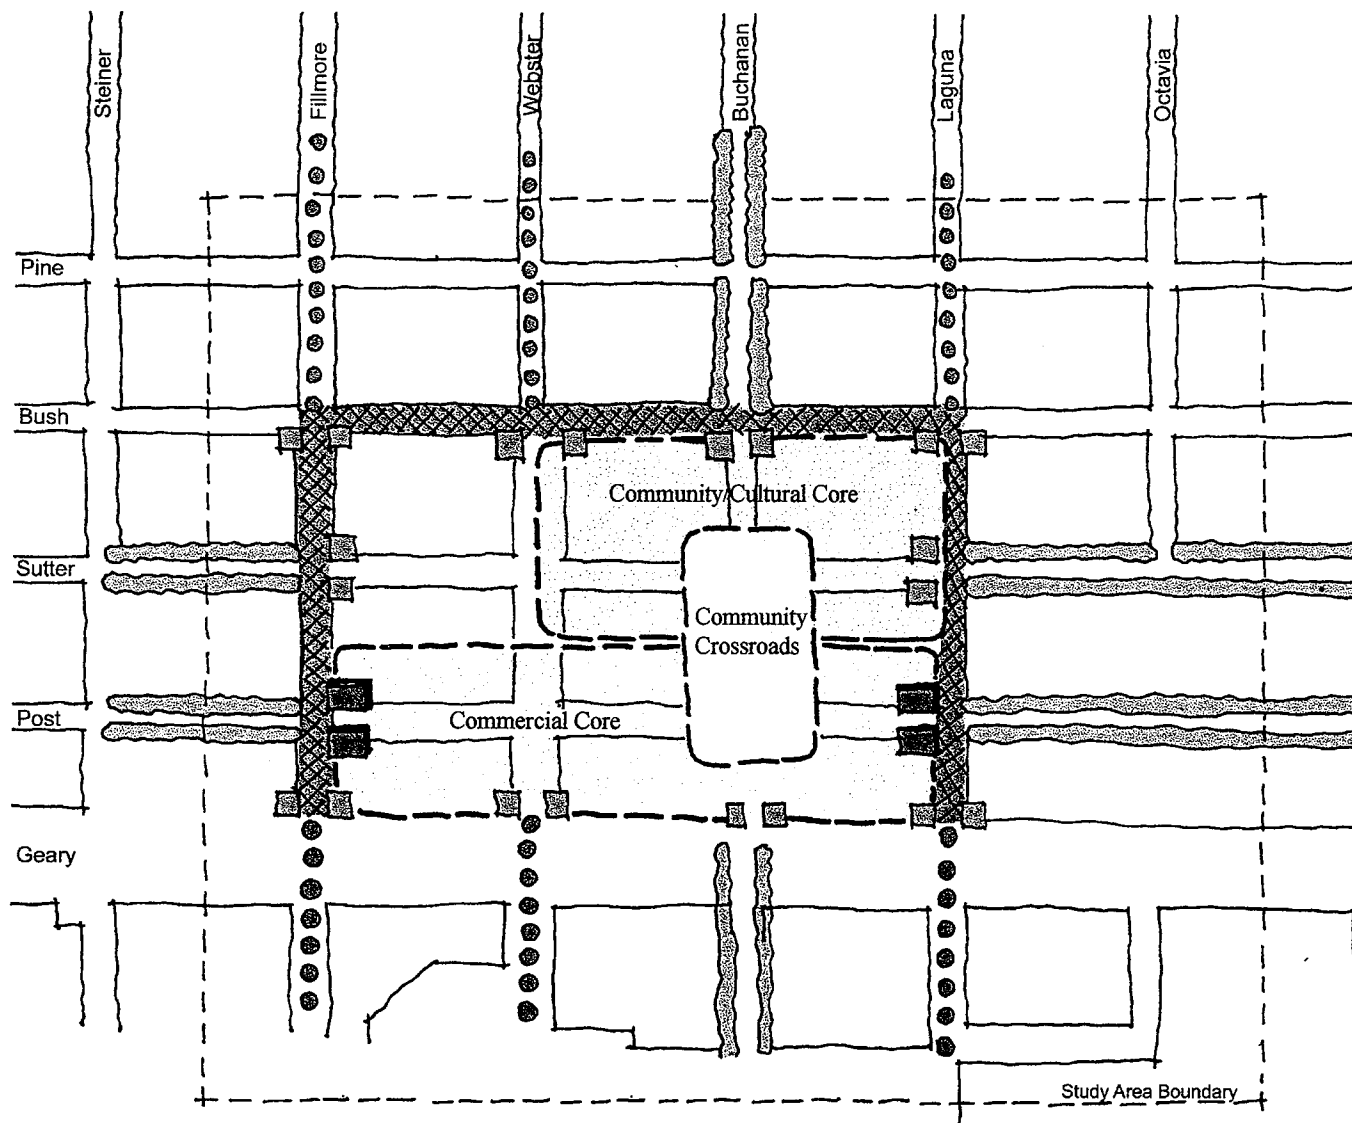 Steiner
Fillmore
Webster
Buchanan
Laguna
Octavia
Pine
Bush
Community/Cultural Core
Sutter
Community
Crossroads
Post
Commercial Core
Geary
Study Area Boundary